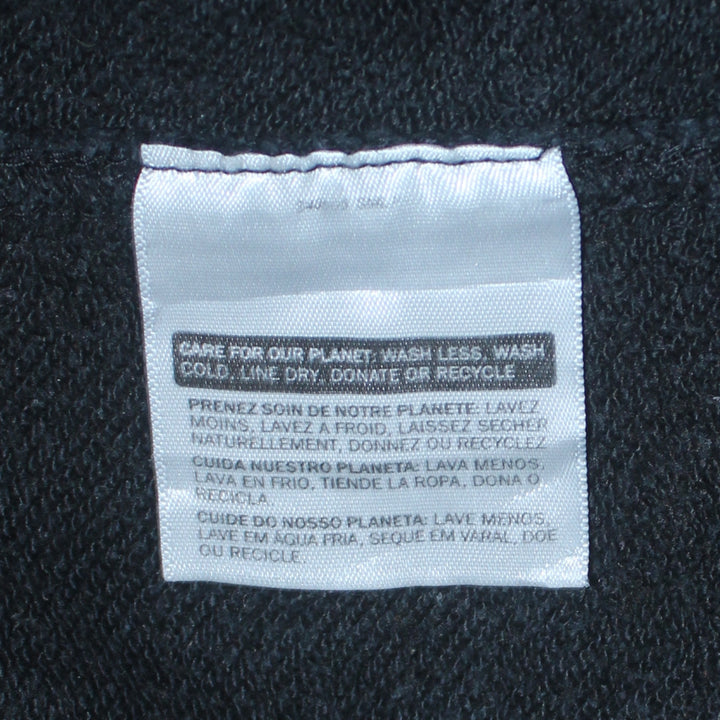 CARE FOR OUR PLANET: WASH LESS, WASH
COLD, LINE DRY, DONATE OR RECYCLE
PRENEZ SOIN DE NOTRE PLANETE: LAVEZ
MOINS, LAVEZ A FROID, LAISSEZ SECHER
NATURELLEMENT, DONNEZ OU RECYCLEZ
CUIDA NUESTRO PLANETA: LAVA MENOS,
LAVA EN FRIO, TIENDE LA ROPA, DONA O
RECICLA.
CUIDE DO NOSSO PLANETA: LAVE MENOS,
LAVE EM ÁGUA FRIA, SEQUE EM VARAL, DOE
OU RECICLE.